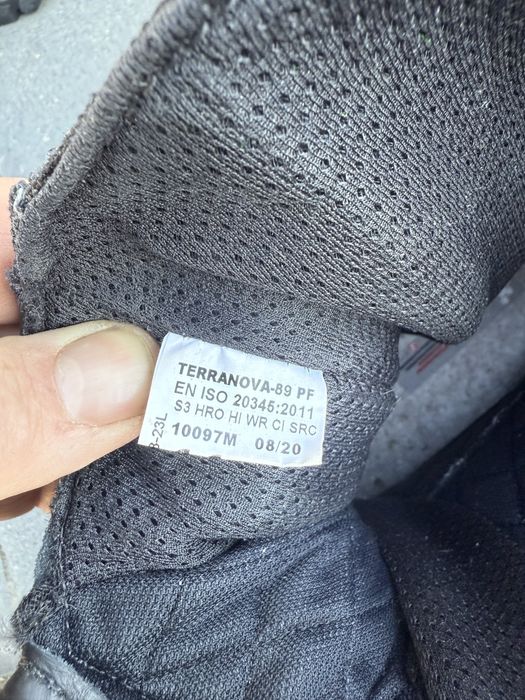 TERRANOVA-89 PF
EN ISO 20345:2011
S3 HRO HI WR CI SRC
10097M 08/20